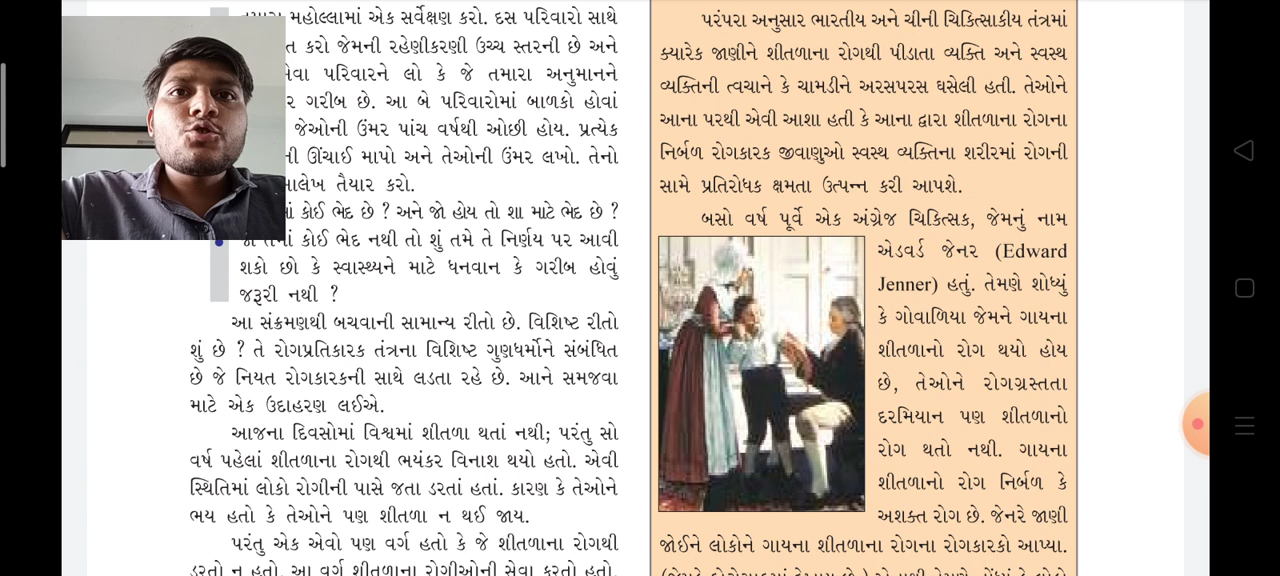 મહોલ્લામાં એક સર્વેક્ષણ કરો. દસ પરિવારો સાથે
કરો જેમની રહેણીકરણી ઉચ્ચ સ્તરની છે અને
પરિવારને લો કે જે તમારા અનુમાનને
ગરીબ છે. આ બે પરિવારોમાં બાળકો હોવાં
જેઓની ઉંમર પાંચ વર્ષથી ઓછી હોય. પ્રત્યેક
ઊંચાઈ માપો અને તેઓની ઉંમર લખો. તેનો
તૈયાર કરો.
કોઈ ભેદ છે ? અને જો હોય તો શા માટે ભેદ છે ?
કોઈ ભેદ નથી તો શું તમે તે નિર્ણય પર આવી
શકો છો કે સ્વાસ્થ્યને માટે ધનવાન કે ગરીબ હોવું
જરૂરી નથી ?
આ સંક્રમણથી બચવાની સામાન્ય રીતો છે. વિશિષ્ટ રીતો
શું છે ? તે રોગપ્રતિકારક તંત્રના વિશિષ્ટ ગુણધર્મોને સંબંધિત
છે જે નિયત રોગકારકની સાથે લડતા રહે છે. આને સમજવા
માટે એક ઉદાહરણ લઈએ.
આજના દિવસોમાં વિશ્વમાં શીતળા થતાં નથી; પરંતુ સો
વર્ષ પહેલાં શીતળાના રોગથી ભયંકર વિનાશ થયો હતો. એવી
સ્થિતિમાં લોકો રોગીની પાસે જતા ડરતાં હતાં. કારણ કે તેઓને
ભય હતો કે તેઓને પણ શીતળા ન થઈ જાય.
પરંતુ એક એવો પણ વર્ગ હતો કે જે શીતળાના રોગથી
ડરતો ન હતો. આ વર્ગ શીતળાના રોગીઓની સેવા કરતો હતો.
પરંપરા અનુસાર ભારતીય અને ચીની ચિકિત્સાકીય તંત્રમાં
ક્યારેક જાણીને શીતળાના રોગથી પીડાતા વ્યક્તિ અને સ્વસ્થ
વ્યક્તિની ત્વચાને કે ચામડીને અરસપરસ ઘસેલી હતી. તેઓને
આના પરથી એવી આશા હતી કે આના દ્વારા શીતળાના રોગના
નિર્બળ રોગકારક જીવાણુઓ સ્વસ્થ વ્યક્તિના શરીરમાં રોગની
સામે પ્રતિરોધક ક્ષમતા ઉત્પન્ન કરી આપશે.
બસો વર્ષ પૂર્વે એક અંગ્રેજ ચિકિત્સક, જેમનું નામ
એડવર્ડ જેનર (Edward
Jenner) હતું. તેમણે શોધ્યું
કે ગોવાળિયા જેમને ગાયના
શીતળાનો રોગ થયો હોય
છે, તેઓને રોગગ્રસ્તતા
દરમિયાન પણ શીતળાનો
રોગ થતો નથી. ગાયના
શીતળાનો રોગ નિર્બળ કે
અશક્ત રોગ છે. જેનરે જાણી
જોઈને લોકોને ગાયના શીતળાના રોગના રોગકારકો આપ્યા.